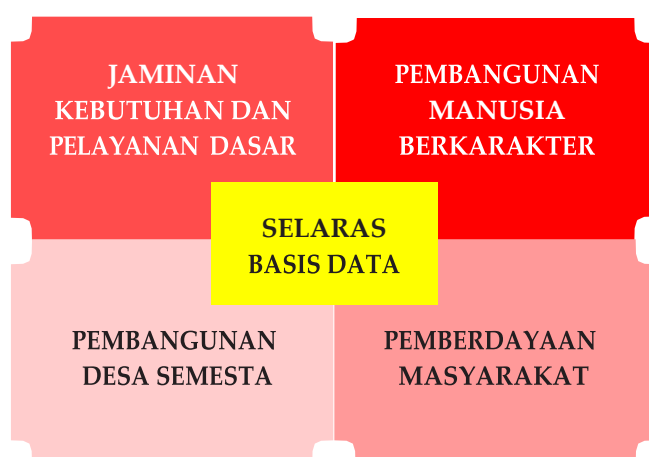 JAMINAN
KEBUTUHAN DAN
PELAYANAN DASAR
PEMBANGUNAN
MANUSIA
BERKARAKTER
SELARAS
BASIS DATA
PEMBANGUNAN
DESA SEMESTA
PEMBERDAYAAN
MASYARAKAT